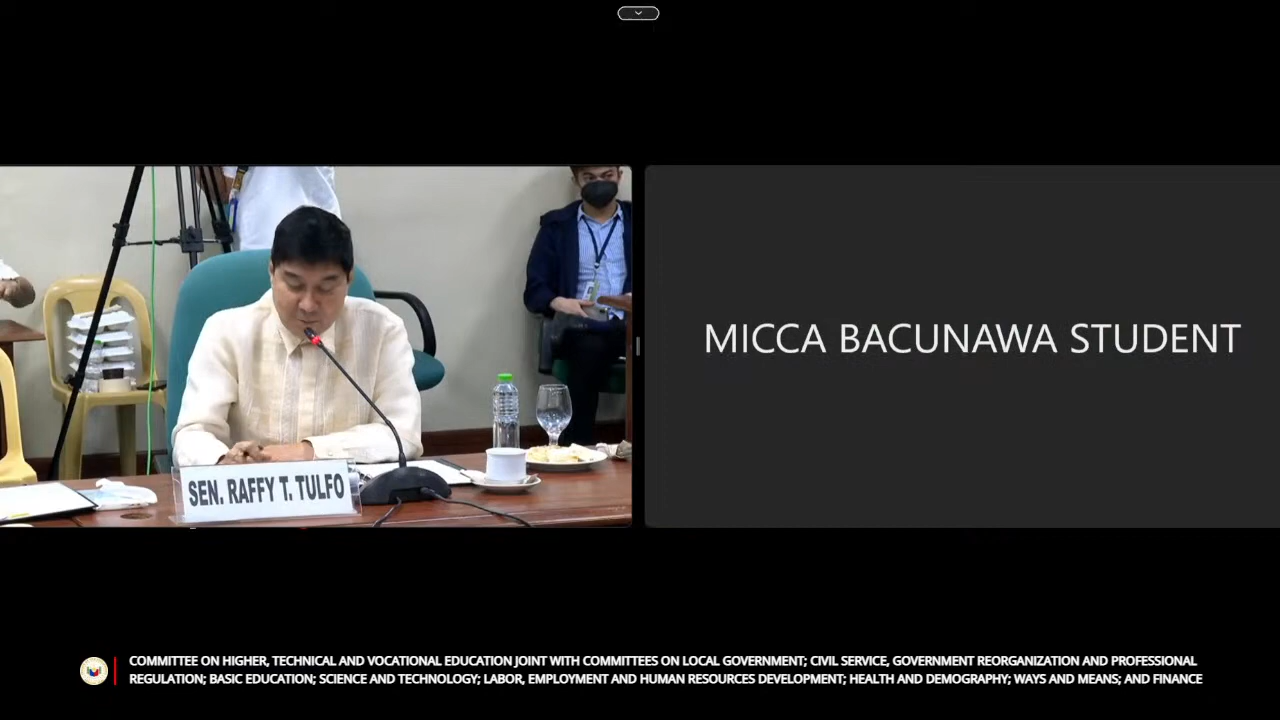 SEN. RAFFY T. TULFO
MICCA BACUNAWA STUDENT
COMMITTEE ON HIGHER, TECHNICAL AND VOCATIONAL EDUCATION JOINT WITH COMMITTEES ON LOCAL GOVERNMENT; CIVIL SERVICE, GOVERNMENT REORGANIZATION AND PROFESSIONAL
REGULATION; BASIC EDUCATION; SCIENCE AND TECHNOLOGY; LABOR, EMPLOYMENT AND HUMAN RESOURCES DEVELOPMENT; HEALTH AND DEMOGRAPHY; WAYS AND MEANS; AND FINANCE